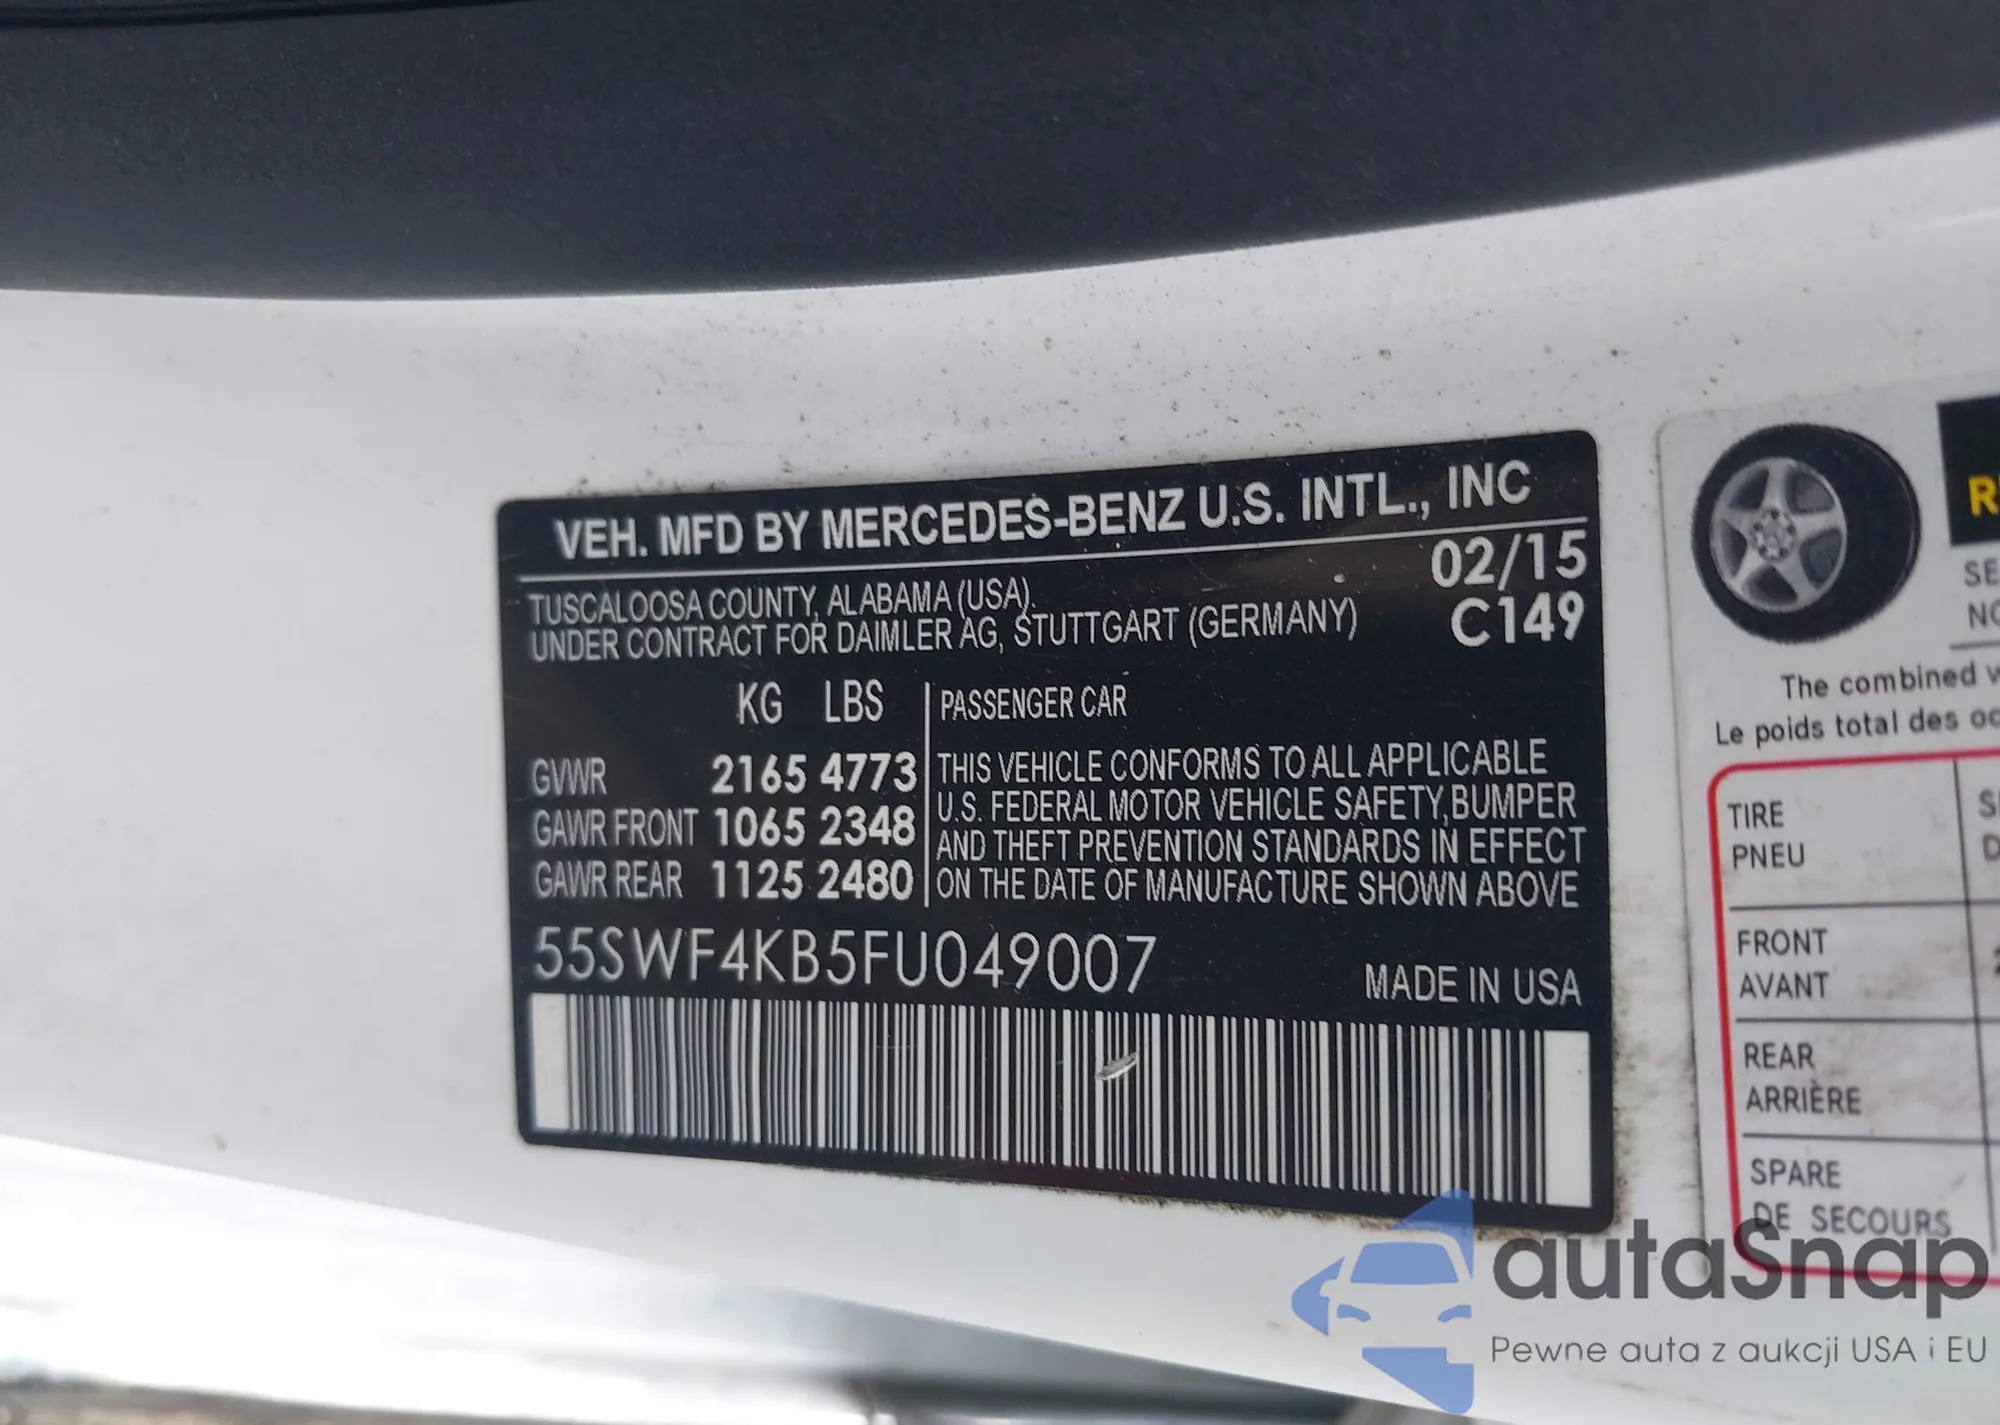 VEH. MFD BY MERCEDES-BENZ U.S. INTL., INC
02/15
TUSCALOOSA COUNTY, ALABAMA (USA),
UNDER CONTRACT FOR DAIMLER AG, STUTTGART (GERMANY)
C149
KG LBS
PASSENGER CAR
GVWR 2165 4773
GAWR FRONT 1065 2348
GAWR REAR 1125 2480
THIS VEHICLE CONFORMS TO ALL APPLICABLE
U.S. FEDERAL MOTOR VEHICLE SAFETY, BUMPER
AND THEFT PREVENTION STANDARDS IN EFFECT
ON THE DATE OF MANUFACTURE SHOWN ABOVE
55SWF4KB5FU049007
MADE IN USA
The combined
Le poids total des
TIRE
PNEU
FRONT
AVANT
REAR
ARRIÈRE
SPARE
DE SECOURS
autaSnap
Pewne auta z aukcji USA i EU